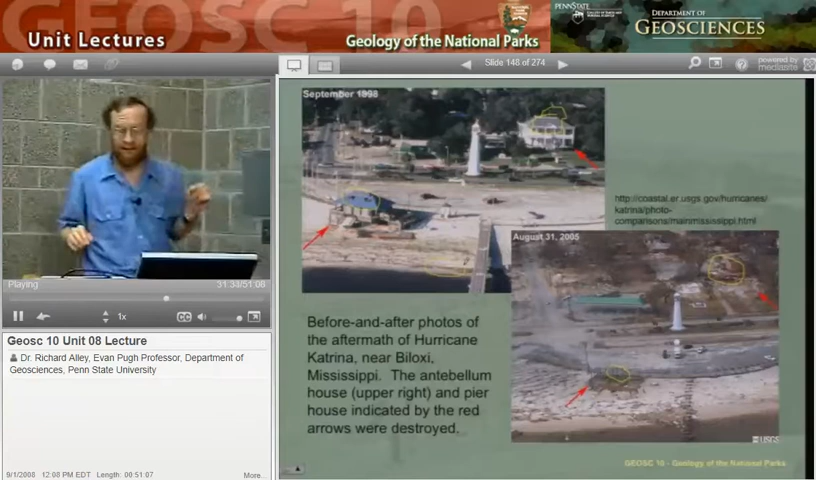 GEOSC 10
Unit Lectures
Geology of the National Parks
PENNSTATE
DEPARTMENT OF
GEOSCIENCES
Slide 148 of 274
powered by
mediasite
September 1998
http://coastal.er.usgs.gov/hurricanes/
katrina/photo-
comparisons/mainmississippi.html
August 31, 2005
Before-and-after photos of
the aftermath of Hurricane
Katrina, near Biloxi,
Mississippi. The antebellum
house (upper right) and pier
house indicated by the red
arrows were destroyed.
USGS
GEOSC 10 - Geology of the National Parks
Playing
31:33/51:08
1x
CC
Geosc 10 Unit 08 Lecture
Dr. Richard Alley, Evan Pugh Professor, Department of
Geosciences, Penn State University
9/1/2008 12:08 PM EDT Length: 00:51:07
More...